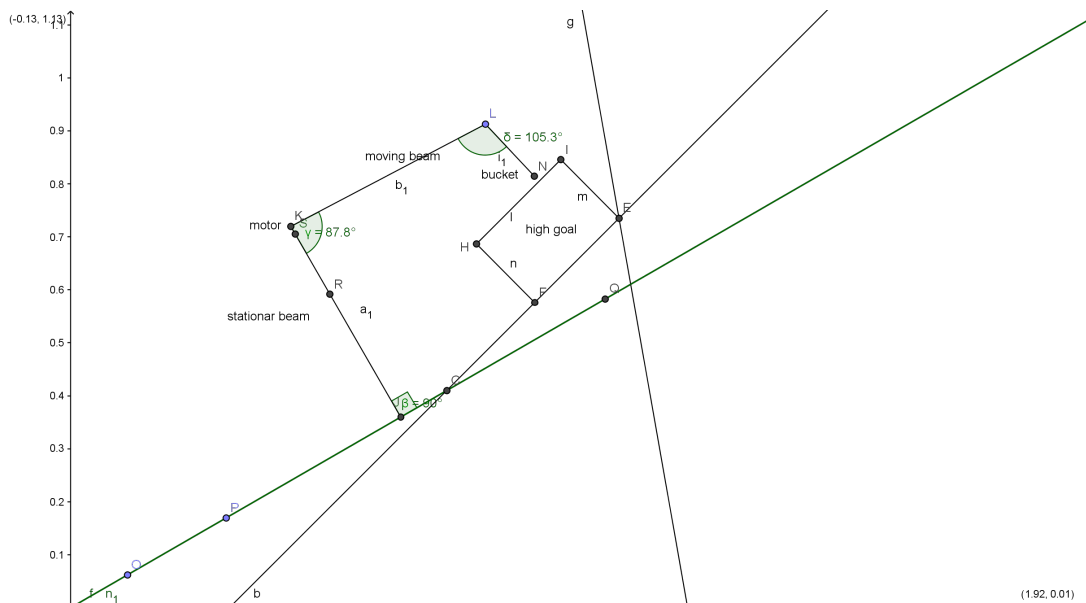 (-0.13, 1.13)
1.1
g
1
L
0.9
δ = 105.3°
moving beam
i₁
N
I
bucket
0.8
b₁
m
K
S
l
E
motor
γ = 87.8°
high goal
0.7
H
n
R
F
Q
0.6
stationar beam
a₁
0.5
C
J
β = 90°
0.4
0.3
P
0.2
O
0.1
f
n₁
b
(1.92, 0.01)